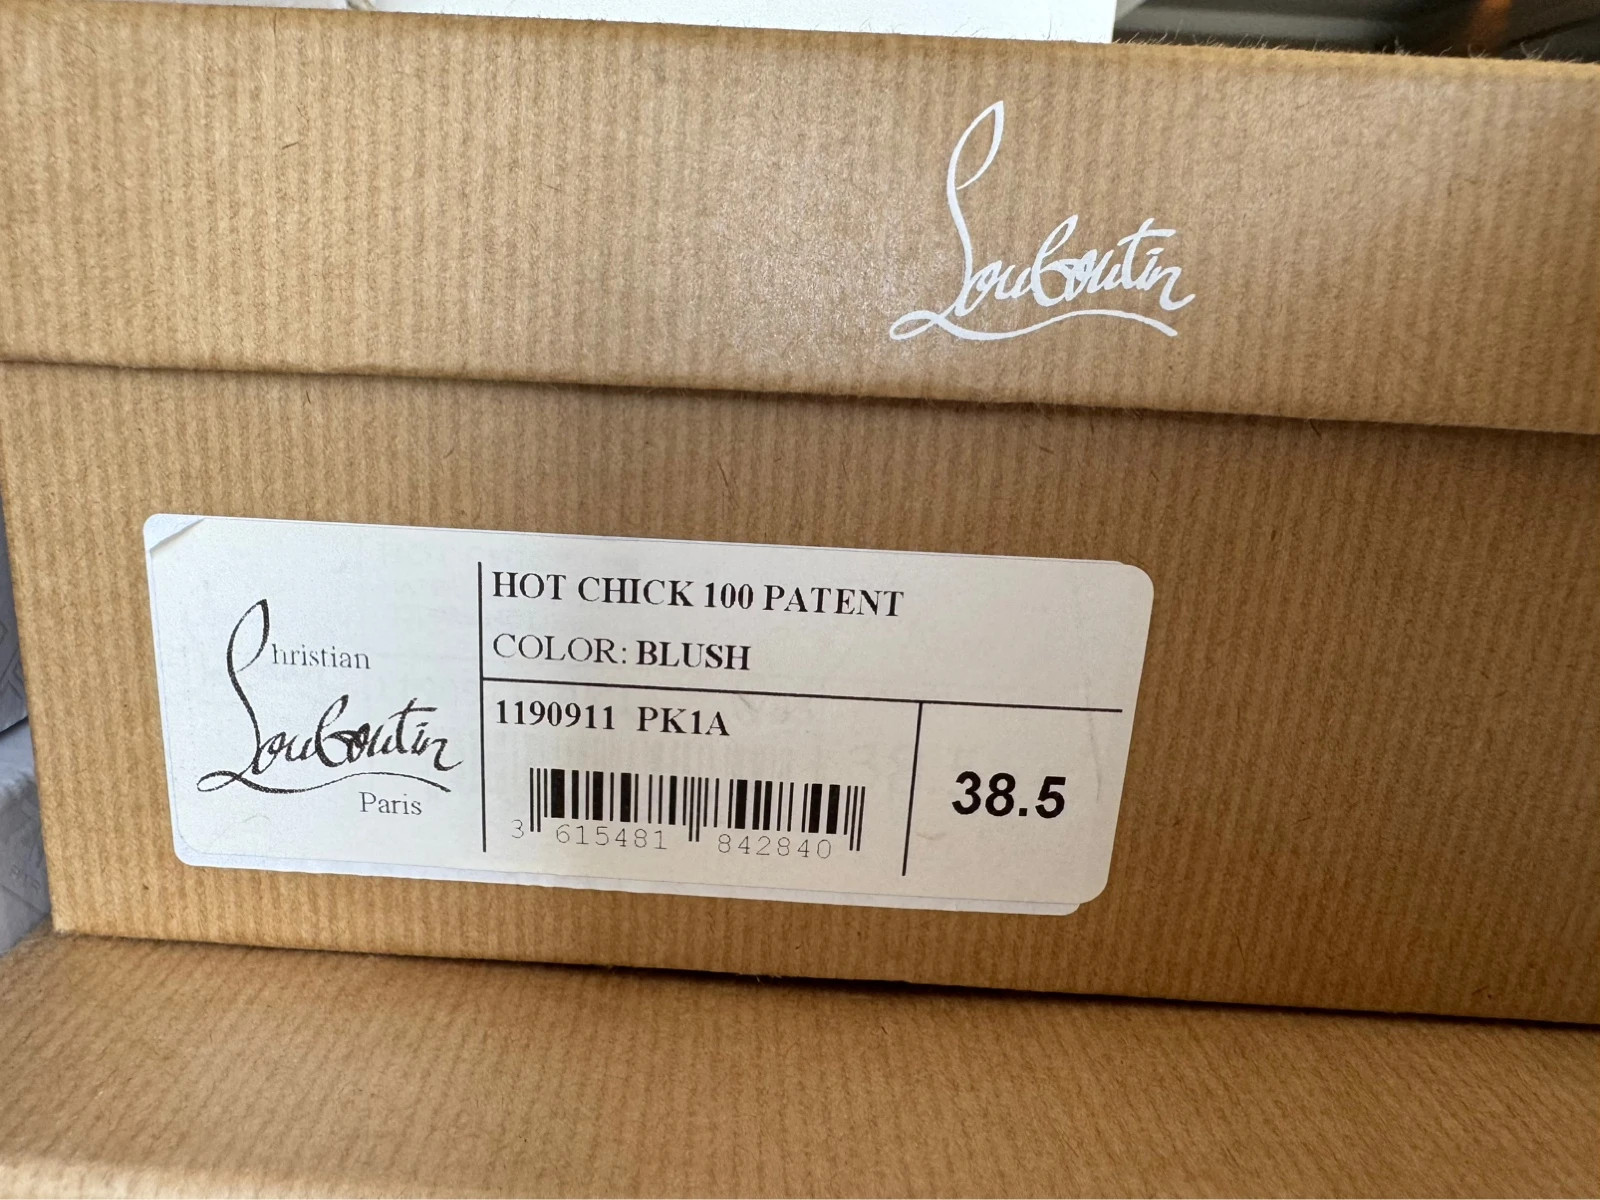 Louboutin
Christian
Louboutin
Paris
HOT CHICK 100 PATENT
COLOR: BLUSH
1190911 PK1A
3 615481 842840
38.5